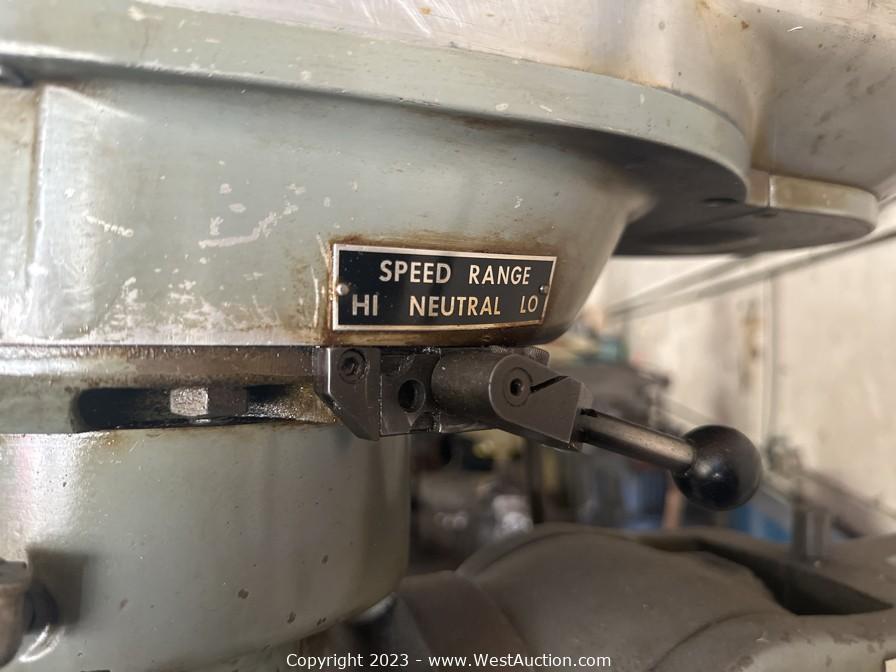 SPEED RANGE
HI NEUTRAL LO
Copyright 2023 - www.WestAuction.com